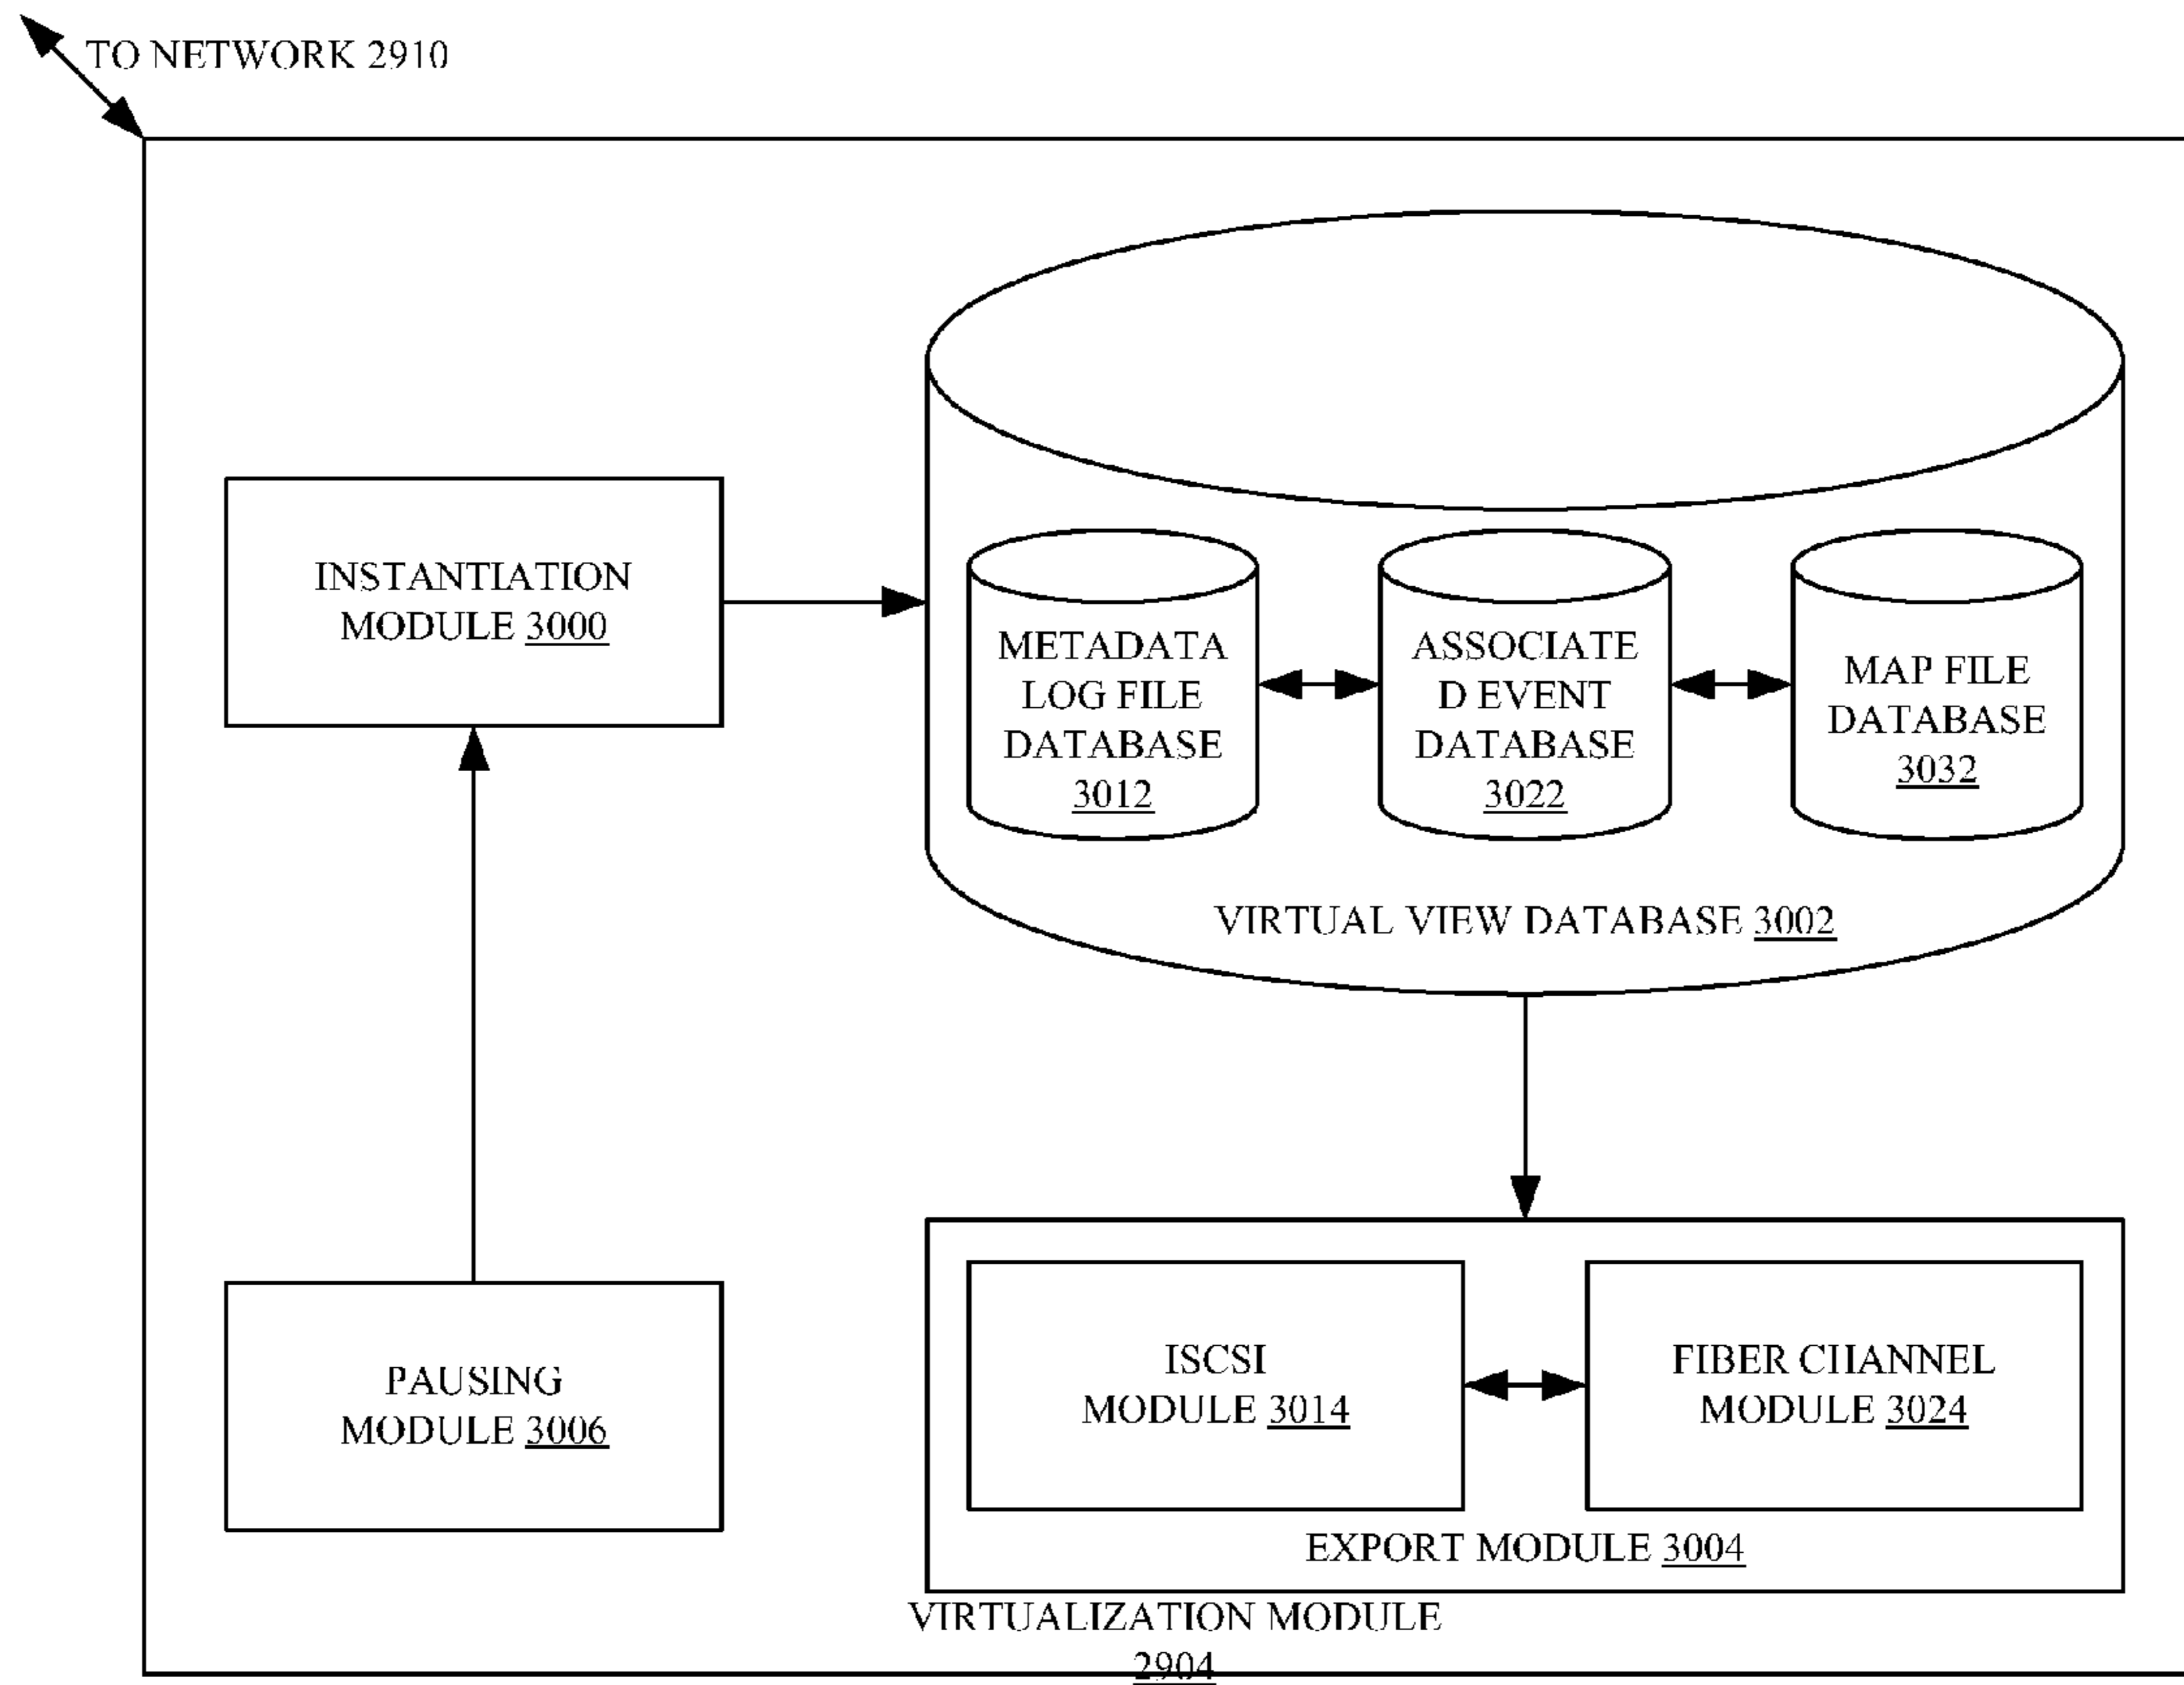 TO NETWORK 2910
INSTANTIATION
MODULE 3000
METADATA
LOG FILE
DATABASE
3012
ASSOCIATE
D EVENT
DATABASE
3022
MAP FILE
DATABASE
3032
VIRTUAL VIEW DATABASE 3002
PAUSING
MODULE 3006
ISCSI
MODULE 3014
FIBER CHANNEL
MODULE 3024
EXPORT MODULE 3004
VIRTUALIZATION MODULE
2904